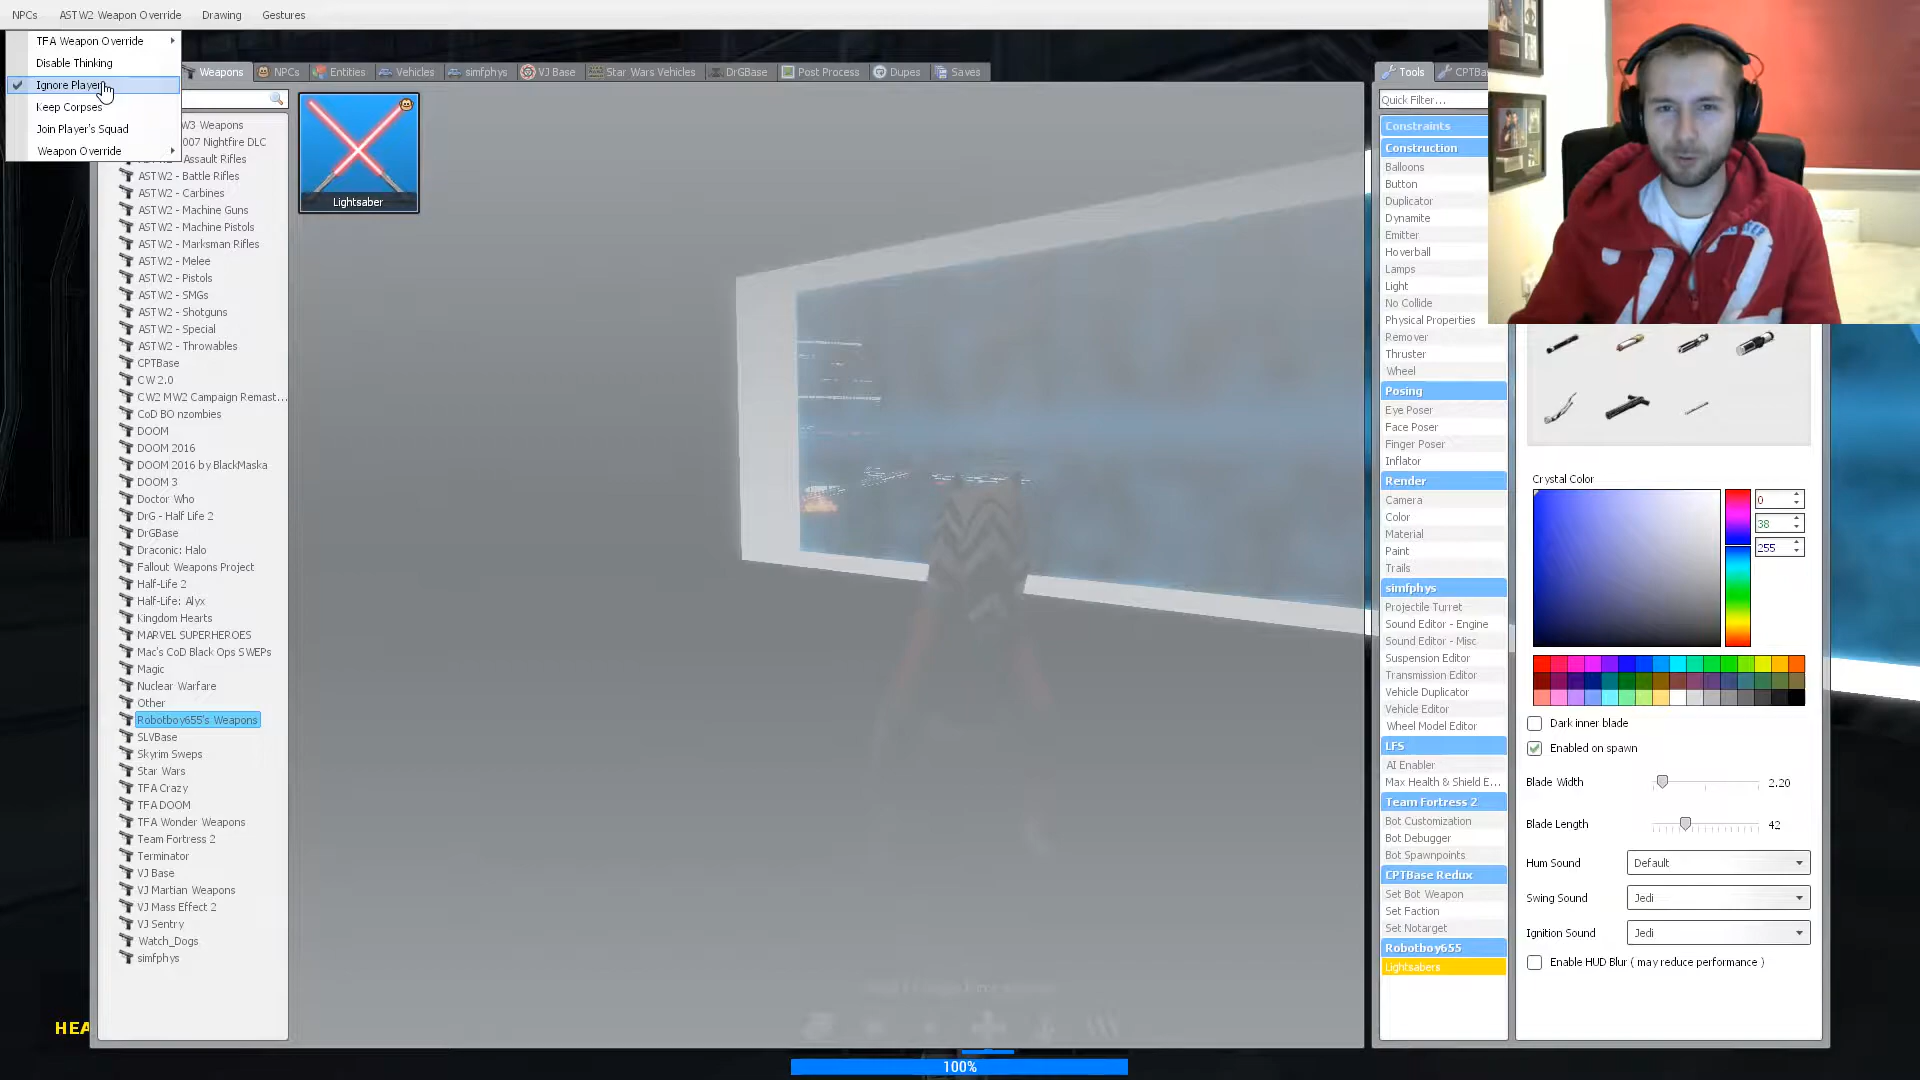 NPCs ASTW2 Weapon Override Drawing Gestures
TFA Weapon Override
Disable Thinking
Ignore Players
Keep Corpses
Join Player's Squad
Weapon Override
Weapons NPCs Entities Vehicles simfphys VJ Base Star Wars Vehicles DrGBase Post Process Dupes Saves
W3 Weapons
007 Nightfire DLC
Assault Rifles
ASTW2 - Battle Rifles
ASTW2 - Carbines
ASTW2 - Machine Guns
ASTW2 - Machine Pistols
ASTW2 - Marksman Rifles
ASTW2 - Melee
ASTW2 - Pistols
ASTW2 - SMGs
ASTW2 - Shotguns
ASTW2 - Special
ASTW2 - Throwables
CPTBase
CW 2.0
CW2 MW2 Campaign Remast...
CoD BO nzombies
DOOM
DOOM 2016
DOOM 2016 by BlackMaska
DOOM 3
Doctor Who
DrG - Half Life 2
DrGBase
Draconic: Halo
Fallout Weapons Project
Half-Life 2
Half-Life: Alyx
Kingdom Hearts
MARVEL SUPERHEROES
Mac's CoD Black Ops SWEPs
Magic
Nuclear Warfare
Other
Robotboy655's Weapons
SLVBase
Skyrim Sweps
Star Wars
TFA Crazy
TFA DOOM
TFA Wonder Weapons
Team Fortress 2
Terminator
VJ Base
VJ Martian Weapons
VJ Mass Effect 2
VJ Sentry
Watch_Dogs
simfphys
Lightsaber
HEA
100%
Tools CPTBa
Quick Filter...
Constraints
Construction
Balloons
Button
Duplicator
Dynamite
Emitter
Hoverball
Lamps
Light
No Collide
Physical Properties
Remover
Thruster
Wheel
Posing
Eye Poser
Face Poser
Finger Poser
Inflator
Render
Camera
Color
Material
Paint
Trails
simfphys
Projectile Turret
Sound Editor - Engine
Sound Editor - Misc
Suspension Editor
Transmission Editor
Vehicle Duplicator
Vehicle Editor
Wheel Model Editor
LFS
AI Enabler
Max Health & Shield E...
Team Fortress 2
Bot Customization
Bot Debugger
Bot Spawnpoints
CPTBase Redux
Set Bot Weapon
Set Faction
Set Notarget
Robotboy655
Lightsabers
Crystal Color
0
38
255
Dark inner blade
Enabled on spawn
Blade Width 2.20
Blade Length 42
Hum Sound Default
Swing Sound Jedi
Ignition Sound Jedi
Enable HUD Blur ( may reduce performance )